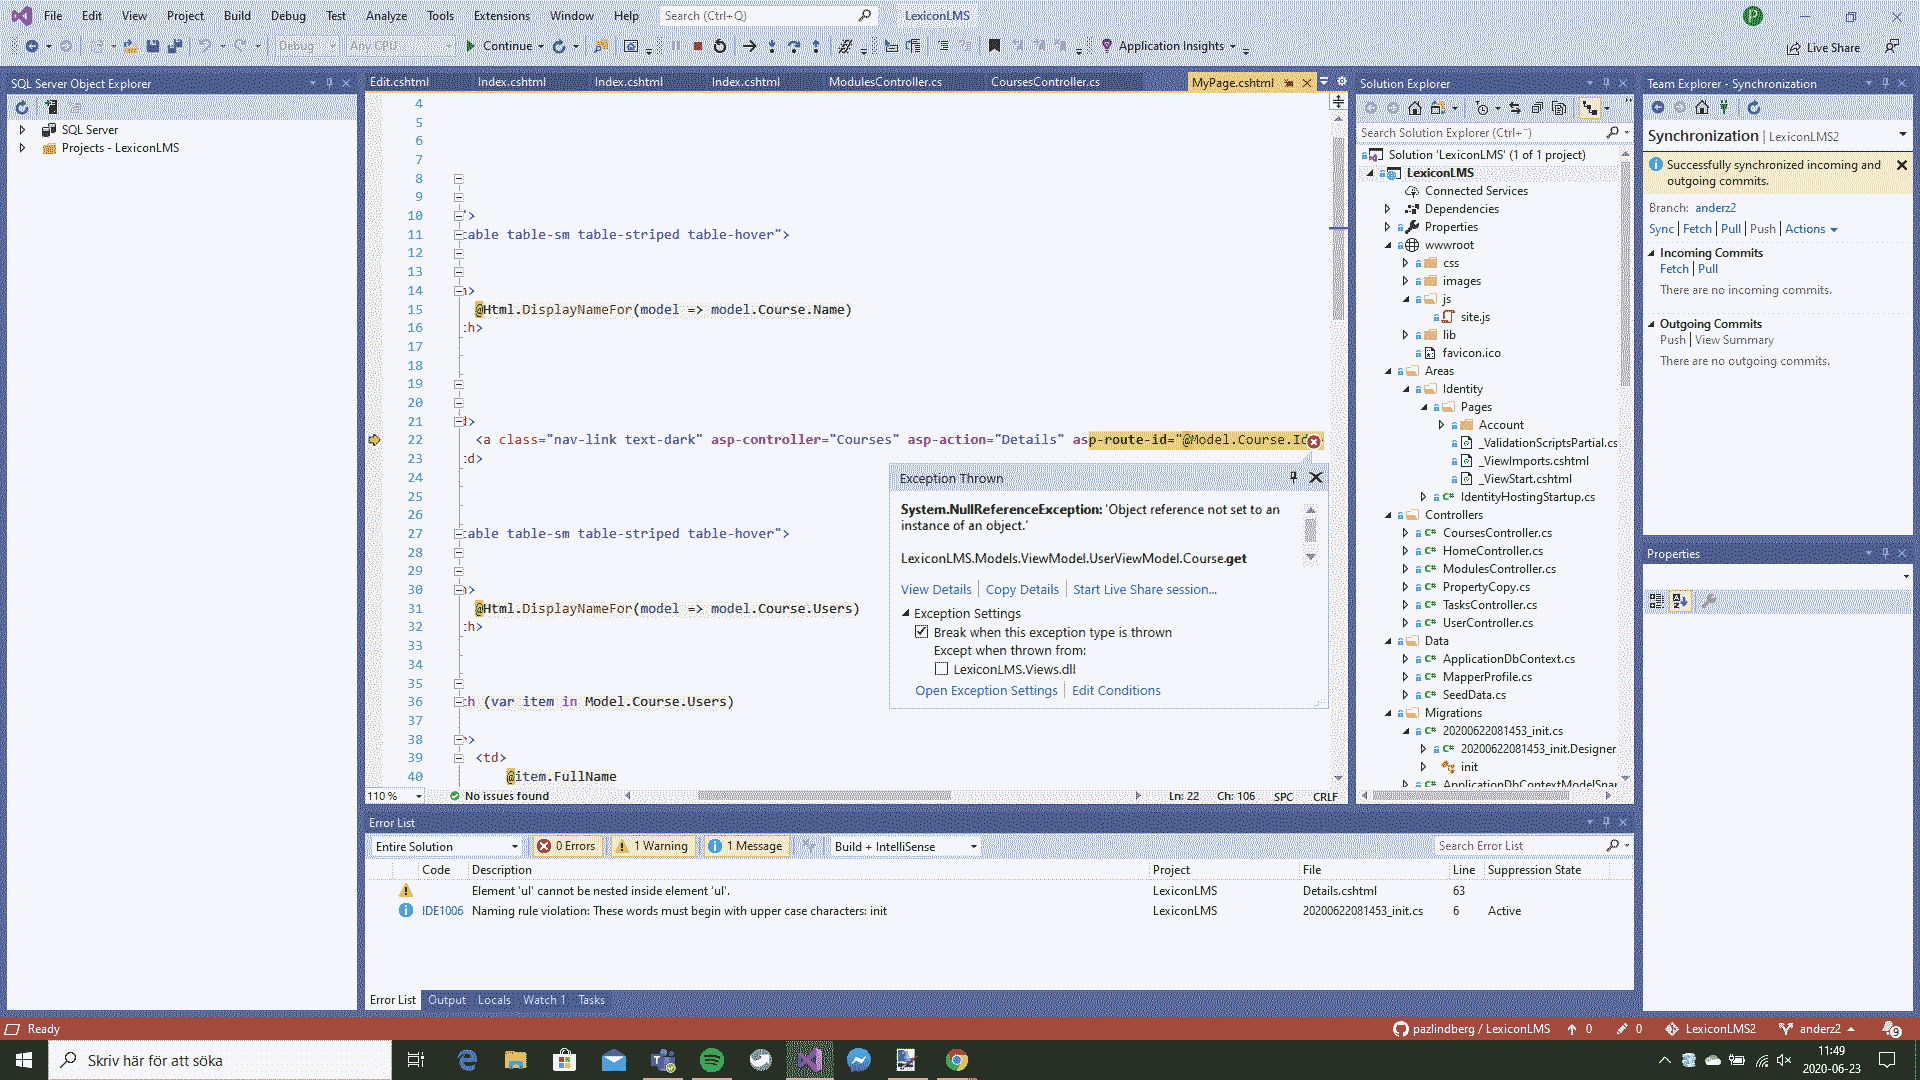 File Edit View Project Build Debug Test Analyze Tools Extensions Window Help Search (Ctrl+Q) LexiconLMS
P
Debug Any CPU Continue Application Insights Live Share
SQL Server Object Explorer
SQL Server
Projects - LexiconLMS
Edit.cshtml Index.cshtml Index.cshtml Index.cshtml ModulesController.cs CoursesController.cs MyPage.cshtml
4
5
6
7
8
9
10 '>
11 able table-sm table-striped table-hover">
12
13
14 >
15 @Html.DisplayNameFor(model => model.Course.Name)
16 :h>
17
18
19
20
21 >
22 <a class="nav-link text-dark" asp-controller="Courses" asp-action="Details" asp-route-id="@Model.Course.Id
23 :d>
24
25
26
27 able table-sm table-striped table-hover">
28
29
30 >
31 @Html.DisplayNameFor(model => model.Course.Users)
32 :h>
33
34
35
36 :h (var item in Model.Course.Users)
37
38 >
39 <td>
40 @item.FullName
Exception Thrown
System.NullReferenceException: 'Object reference not set to an
instance of an object.'
LexiconLMS.Models.ViewModel.UserViewModel.Course.get
View Details Copy Details Start Live Share session...
Exception Settings
Break when this exception type is thrown
Except when thrown from:
LexiconLMS.Views.dll
Open Exception Settings Edit Conditions
110 % No issues found Ln: 22 Ch: 106 SPC CRLF
Error List
Entire Solution 0 Errors 1 Warning 1 Message Build + IntelliSense Search Error List
Code Description Project File Line Suppression State
Element 'ul' cannot be nested inside element 'ul'. LexiconLMS Details.cshtml 63
IDE1006 Naming rule violation: These words must begin with upper case characters: init LexiconLMS 20200622081453_init.cs 6 Active
Error List Output Locals Watch 1 Tasks
Solution Explorer
Search Solution Explorer (Ctrl+¨)
Solution 'LexiconLMS' (1 of 1 project)
LexiconLMS
Connected Services
Dependencies
Properties
wwwroot
css
images
js
site.js
lib
favicon.ico
Areas
Identity
Pages
Account
_ValidationScriptsPartial.cs
_ViewImports.cshtml
_ViewStart.cshtml
IdentityHostingStartup.cs
Controllers
CoursesController.cs
HomeController.cs
ModulesController.cs
PropertyCopy.cs
TasksController.cs
UserController.cs
Data
ApplicationDbContext.cs
MapperProfile.cs
SeedData.cs
Migrations
20200622081453_init.cs
20200622081453_init.Designer
init
ApplicationDbContextModelSnap
Team Explorer - Synchronization
Synchronization | LexiconLMS2
Successfully synchronized incoming and
outgoing commits.
Branch: anderz2
Sync | Fetch | Pull | Push | Actions
Incoming Commits
Fetch | Pull
There are no incoming commits.
Outgoing Commits
Push | View Summary
There are no outgoing commits.
Properties
Ready pazlindberg / LexiconLMS 0 0 LexiconLMS2 anderz2 9
Skriv här för att söka
11:49
2020-06-23